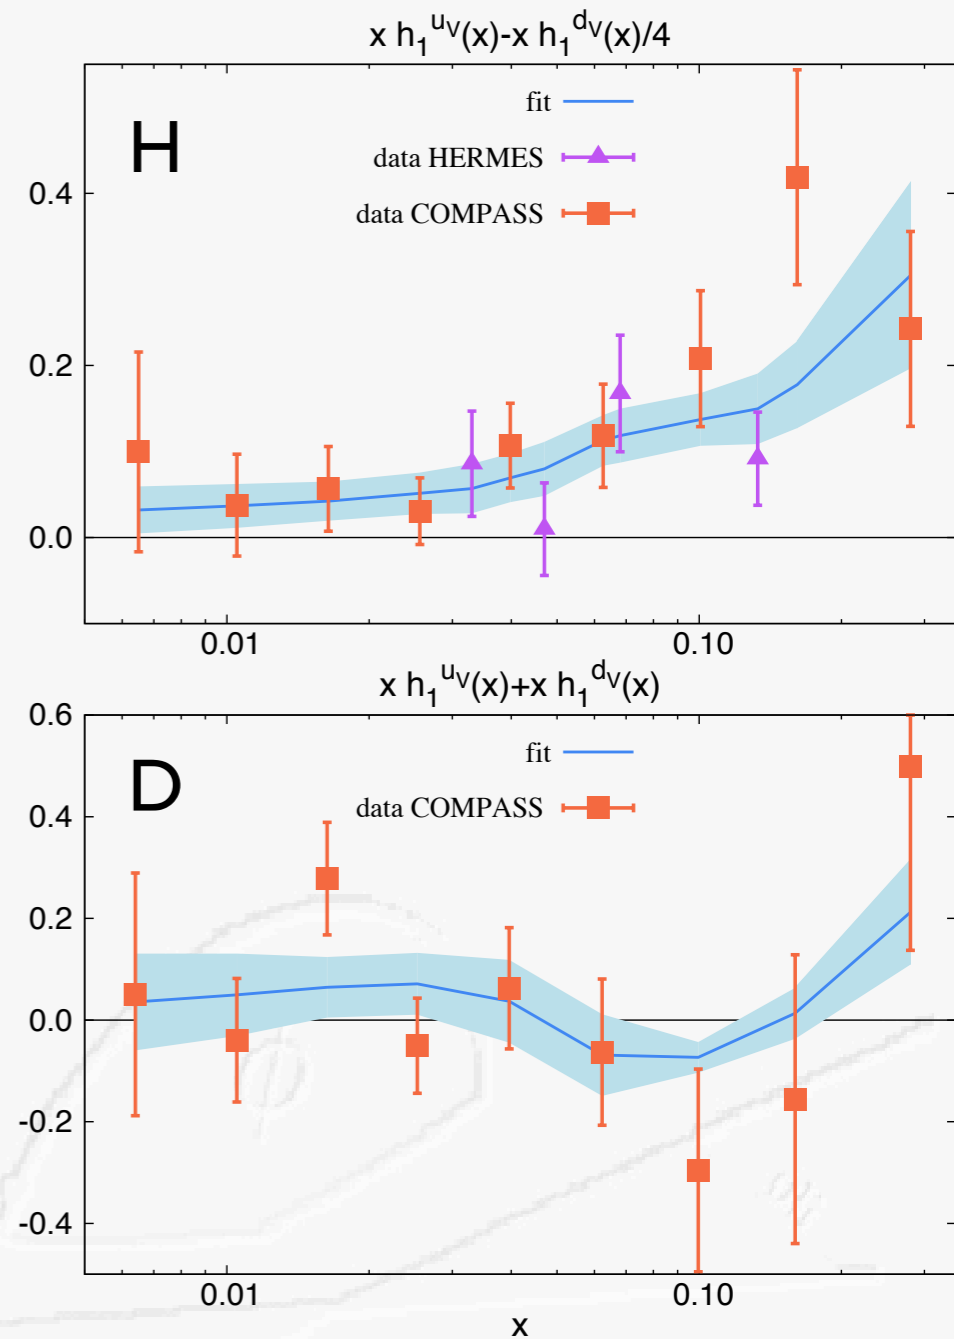 x h₁ᵘⱽ(x)-x h₁ᵈⱽ(x)/4
H
fit
data HERMES
data COMPASS
0.4
0.2
0.0
0.01 0.10
x h₁ᵘⱽ(x)+x h₁ᵈⱽ(x)
D
fit
data COMPASS
0.6
0.4
0.2
0.0
-0.2
-0.4
0.01 0.10
x